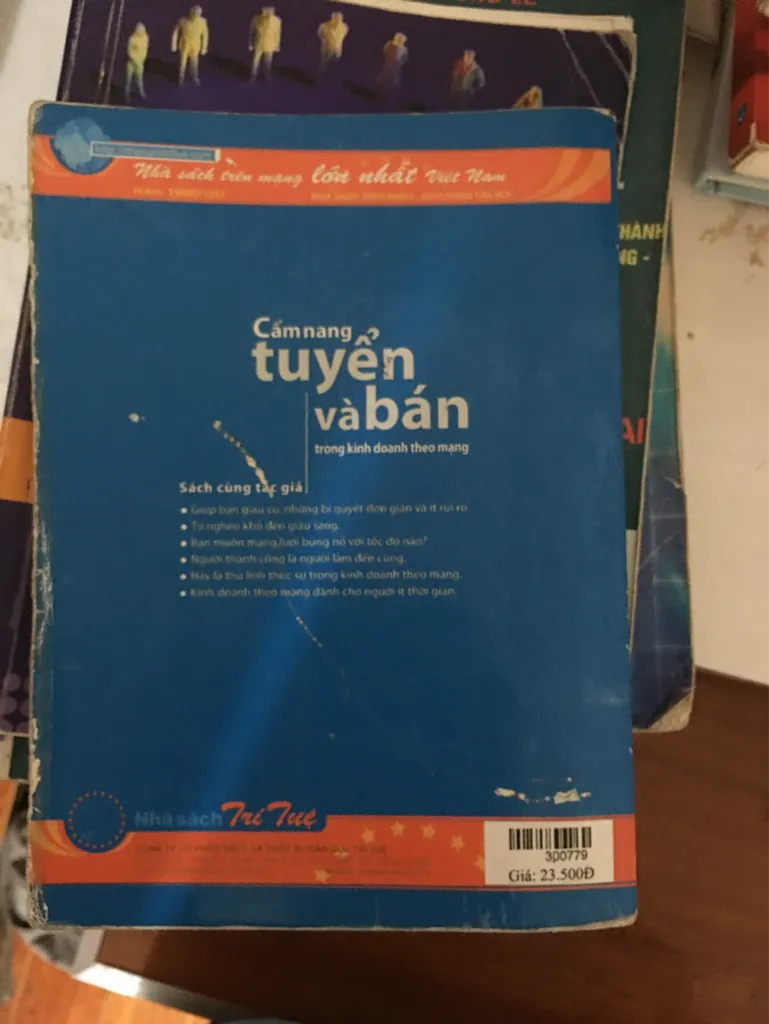 Nhà sách trên mạng lớn nhất Việt Nam
HÀNH
NG -
AI
Cẩm nang
tuyển
và bán
trong kinh doanh theo mạng
Sách cùng tác giả
Giúp bạn giàu có, những bí quyết đơn giản và ít rủi ro.
Từ nghèo khó đến giàu sang.
Bạn muốn mạng lưới bùng nổ với tốc độ nào?
Người thành công là người làm đến cùng.
Hãy là thủ lĩnh thực sự trong kinh doanh theo mạng.
Kinh doanh theo mạng dành cho người ít thời gian.
Nhà sách Trí Tuệ
300779
Giá: 23.500Đ